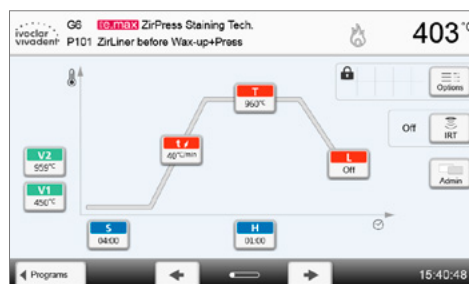 ivoclar
vivadent
G6 IPS e.max ZirPress Staining Tech.
P101 ZirLiner before Wax-up+Press
403°C
Options
T
960°C
Off
IRT
t
40°C/min
V2
959°C
L
Off
Admin
V1
450°C
S
04:00
H
01:00
Programs
15:40:48